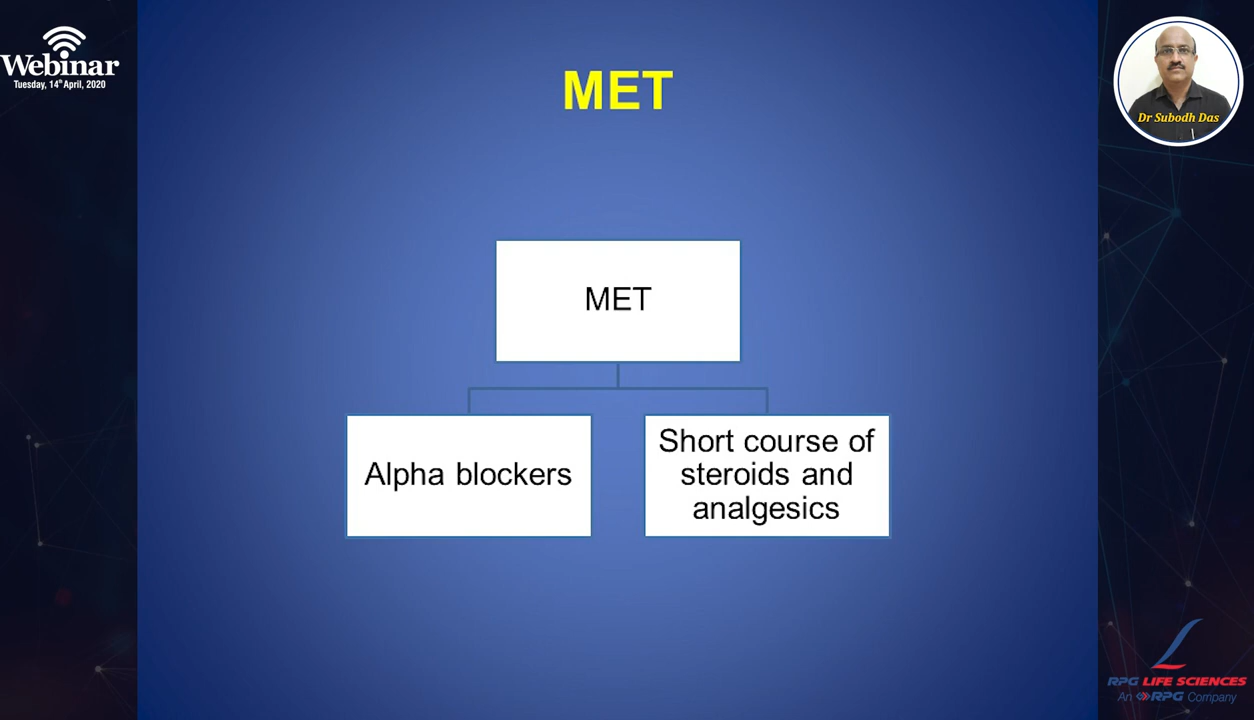 Webinar
Tuesday, 14th April, 2020
MET
Dr Subodh Das
MET
Alpha blockers
Short course of
steroids and
analgesics
RPG LIFE SCIENCES
An RPG Company